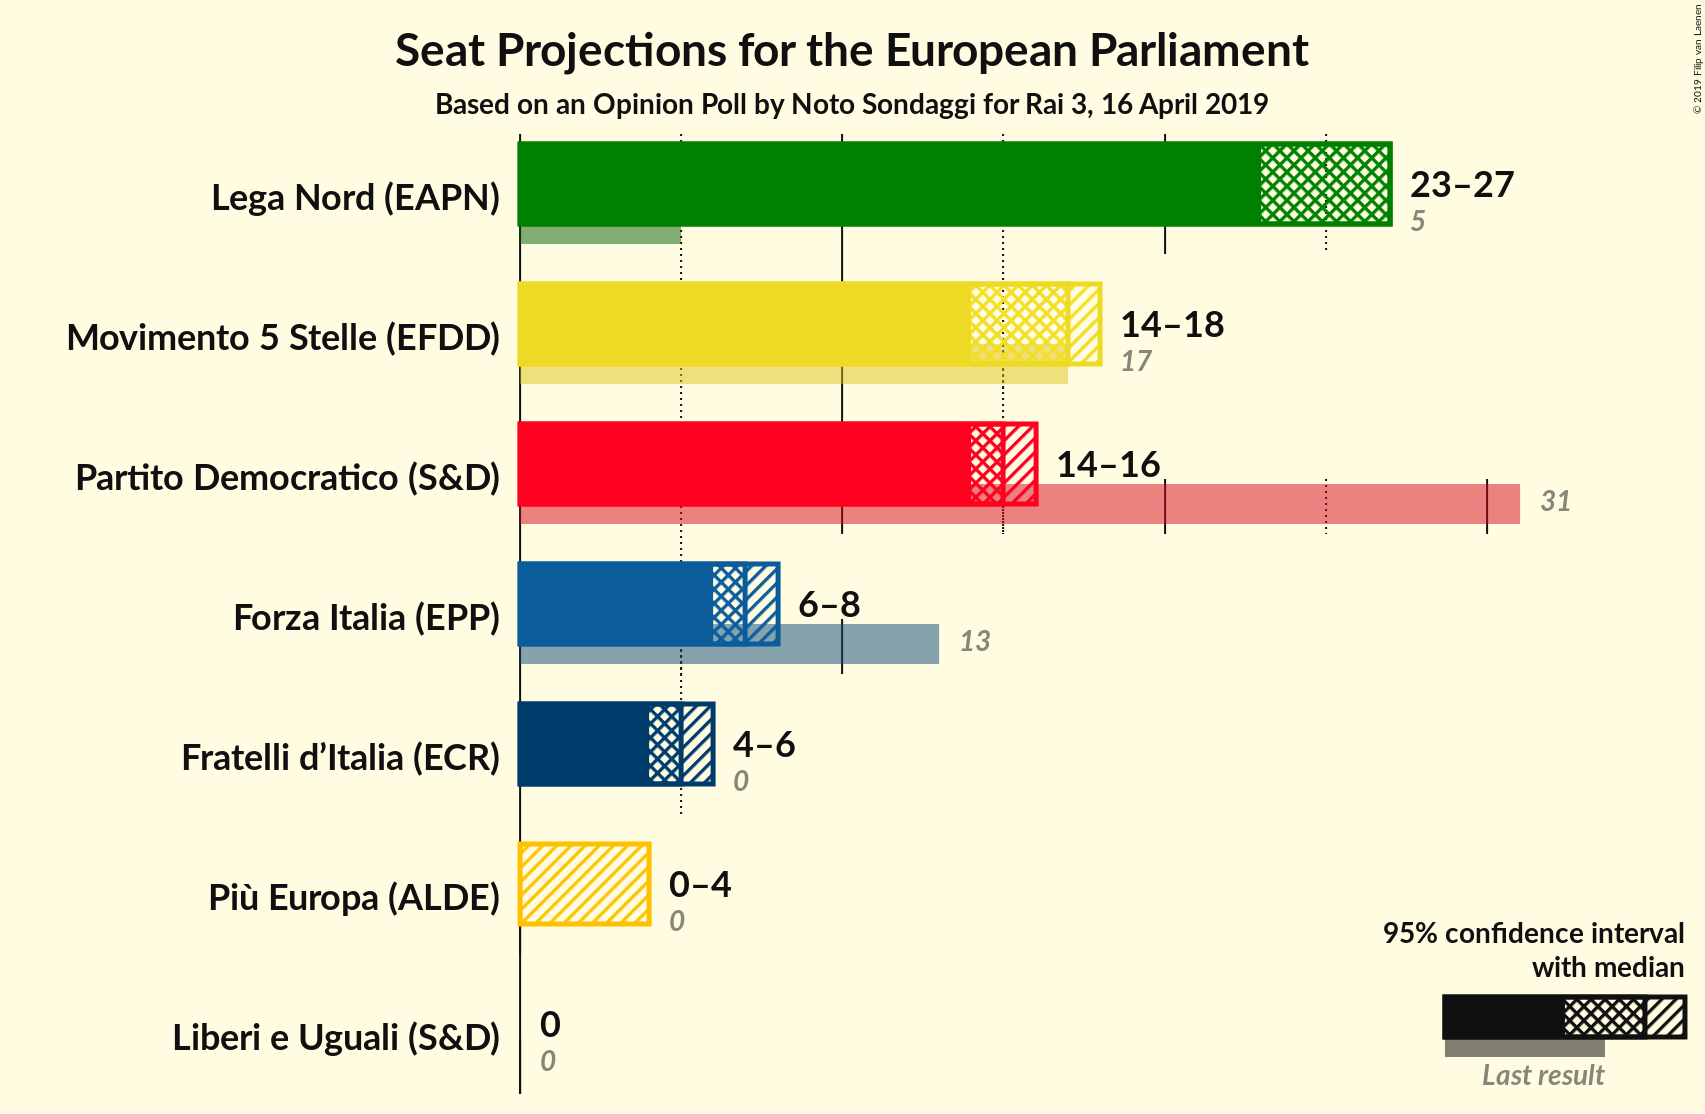 Seat Projections for the European Parliament
Based on an Opinion Poll by Noto Sondaggi for Rai 3, 16 April 2019
© 2019 Filip van Laenen
Lega Nord (EAPN)
23–27
5
Movimento 5 Stelle (EFDD)
14–18
17
Partito Democratico (S&D)
14–16
31
Forza Italia (EPP)
6–8
13
Fratelli d’Italia (ECR)
4–6
0
Più Europa (ALDE)
0–4
0
Liberi e Uguali (S&D)
0
0
95% confidence interval
with median
Last result